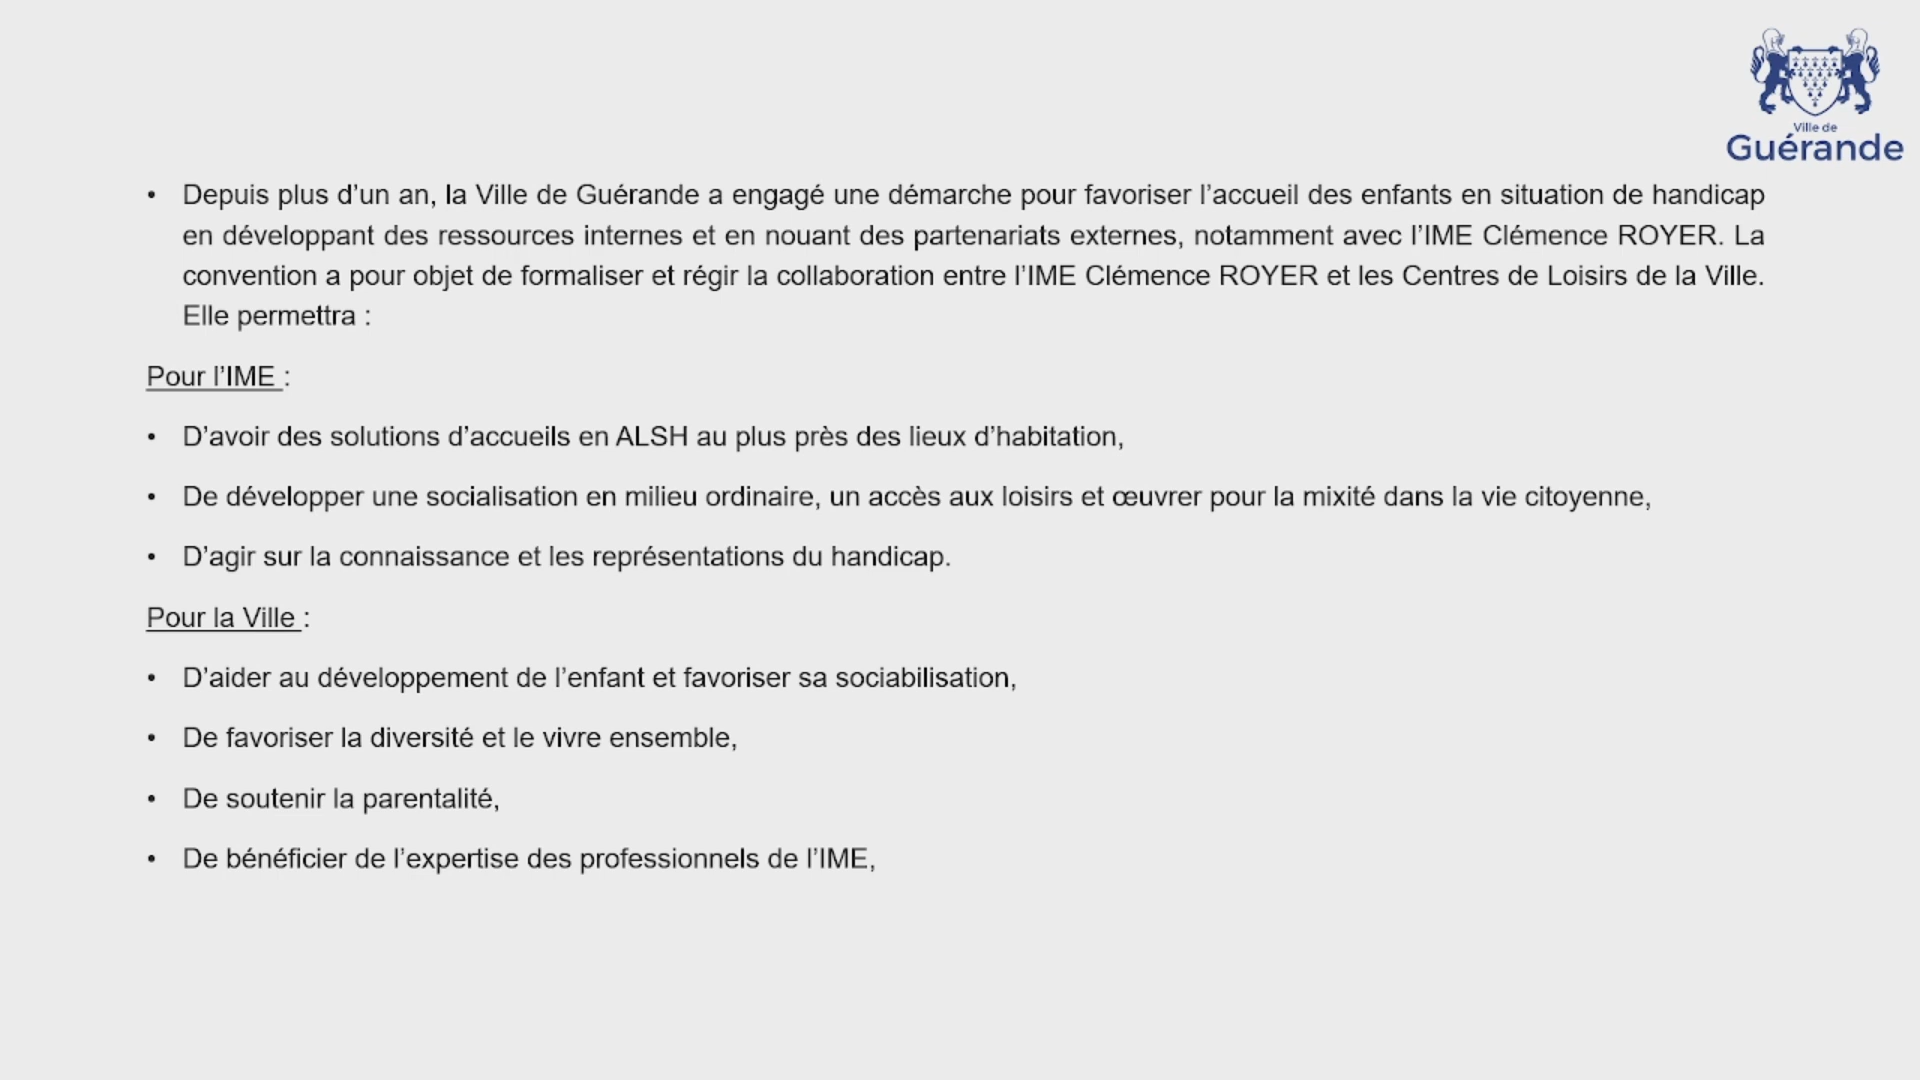 Ville de
Guérande
• Depuis plus d’un an, la Ville de Guérande a engagé une démarche pour favoriser l’accueil des enfants en situation de handicap
en développant des ressources internes et en nouant des partenariats externes, notamment avec l’IME Clémence ROYER. La
convention a pour objet de formaliser et régir la collaboration entre l’IME Clémence ROYER et les Centres de Loisirs de la Ville.
Elle permettra :
Pour l’IME :
• D’avoir des solutions d’accueils en ALSH au plus près des lieux d’habitation,
• De développer une socialisation en milieu ordinaire, un accès aux loisirs et œuvrer pour la mixité dans la vie citoyenne,
• D’agir sur la connaissance et les représentations du handicap.
Pour la Ville :
• D’aider au développement de l’enfant et favoriser sa sociabilisation,
• De favoriser la diversité et le vivre ensemble,
• De soutenir la parentalité,
• De bénéficier de l’expertise des professionnels de l’IME,